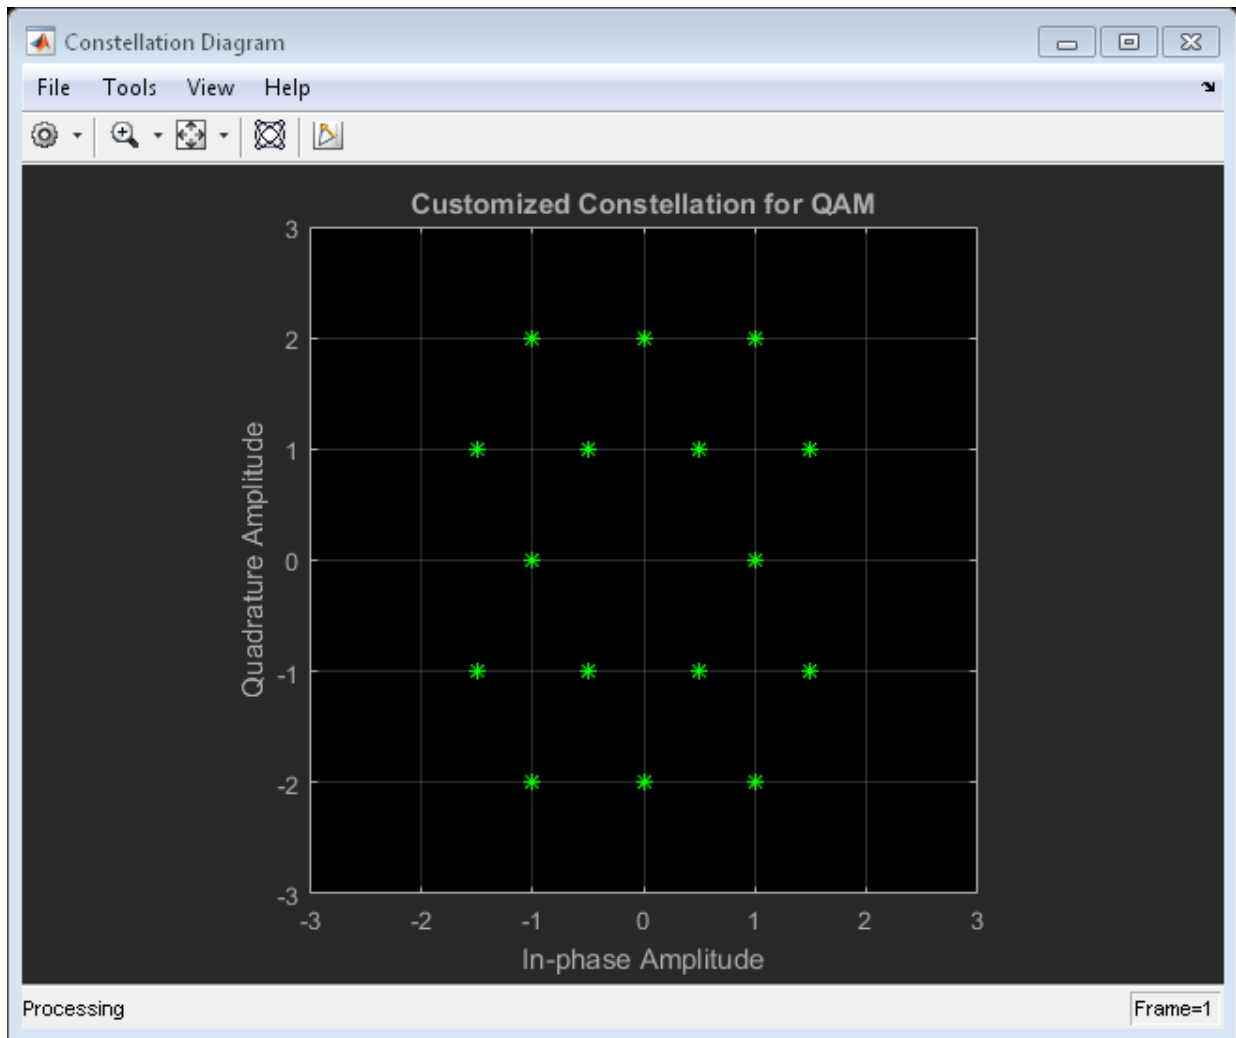 Constellation Diagram
File Tools View Help
Customized Constellation for QAM
3
2
1
0
-1
-2
-3
Quadrature Amplitude
-3 -2 -1 0 1 2 3
In-phase Amplitude
Processing Frame=1